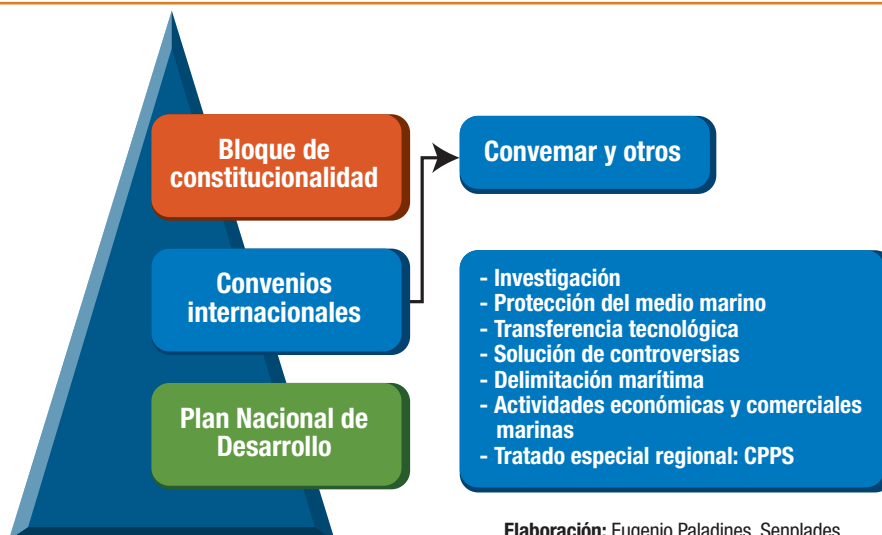 Bloque de
constitucionalidad
Convemar y otros
Convenios
internacionales
- Investigación
- Protección del medio marino
- Transferencia tecnológica
- Solución de controversias
- Delimitación marítima
- Actividades económicas y comerciales
marinas
- Tratado especial regional: CPPS
Plan Nacional de
Desarrollo
Elaboración: Eugenio Paladines, Senplades